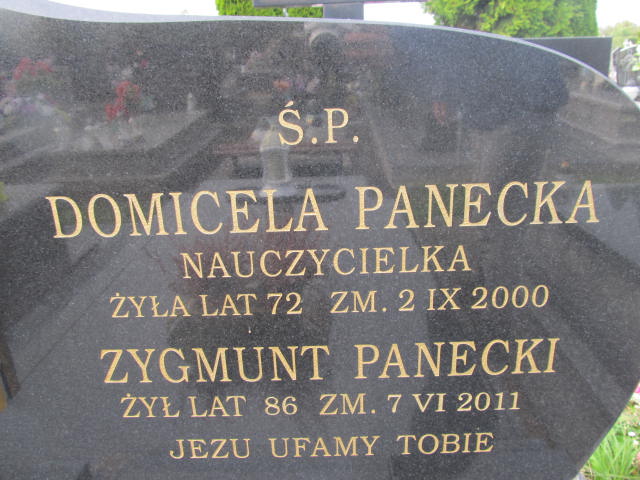 Ś.P.
DOMICELA PANECKA
NAUCZYCIELKA
ŻYŁA LAT 72 ZM. 2 IX 2000
ZYGMUNT PANECKI
ŻYŁ LAT 86 ZM. 7 VI 2011
JEZU UFAMY TOBIE